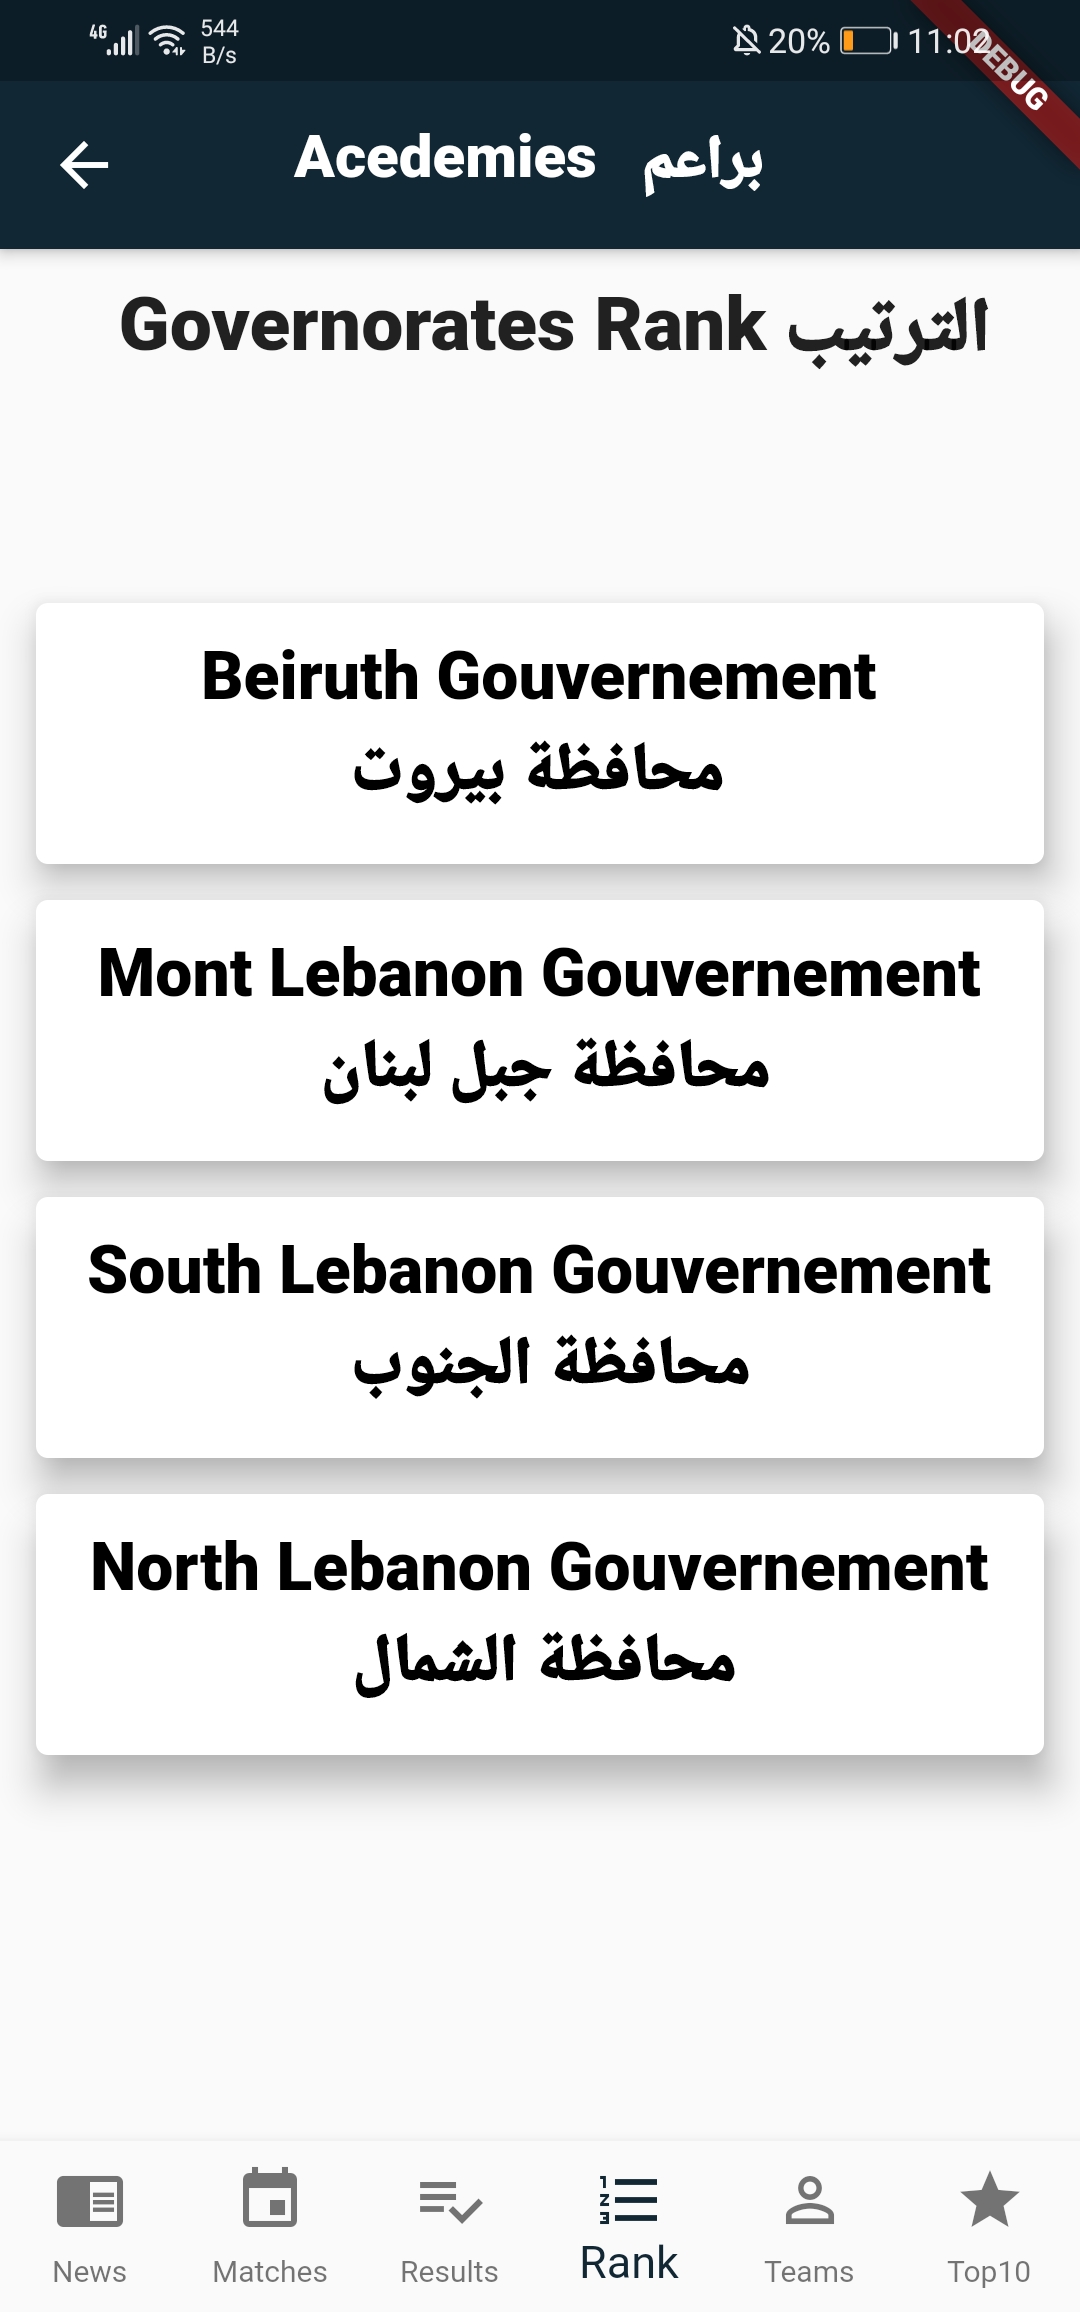 4G 544 B/s 20% 11:02
DEBUG
Acedemies براعم
Governorates Rank الترتيب
Beiruth Gouvernement
محافظة بيروت
Mont Lebanon Gouvernement
محافظة جبل لبنان
South Lebanon Gouvernement
محافظة الجنوب
North Lebanon Gouvernement
محافظة الشمال
News Matches Results Rank Teams Top10